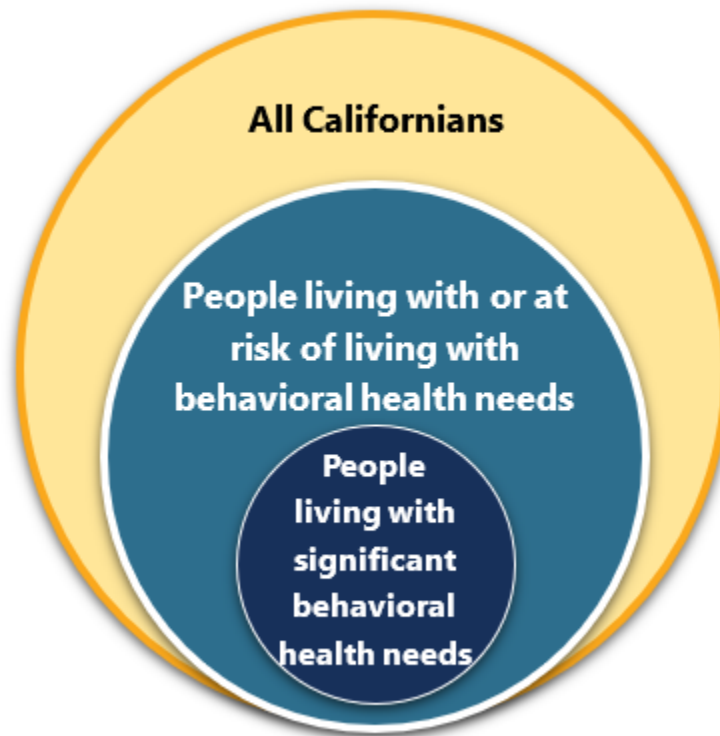 All Californians
People living with or at
risk of living with
behavioral health needs
People
living with
significant
behavioral
health needs